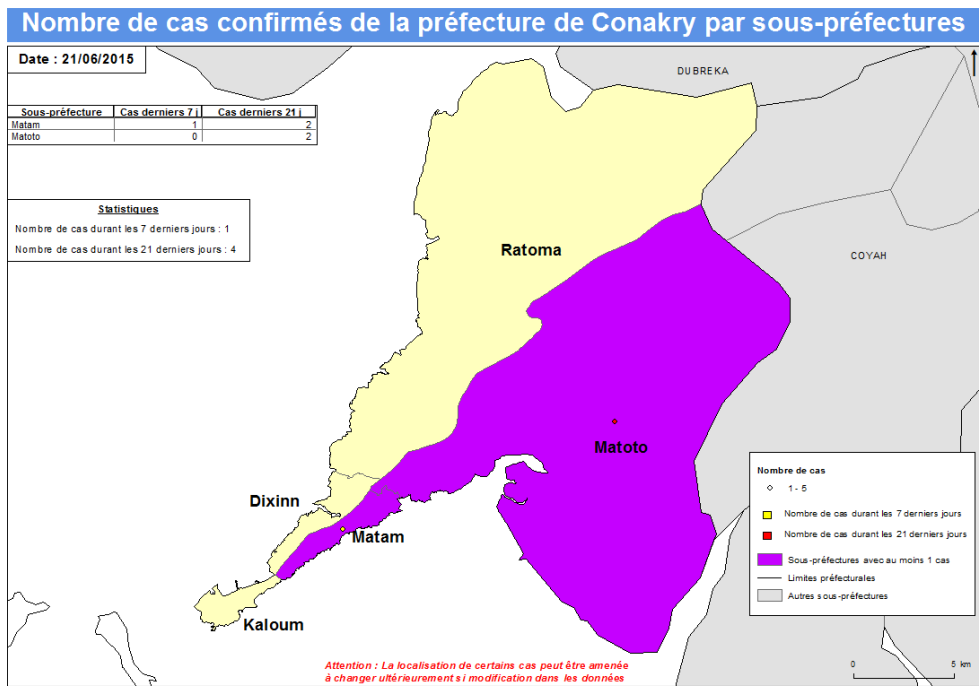 Nombre de cas confirmés de la préfecture de Conakry par sous-préfectures
Date : 21/06/2015
Sous-préfecture Cas derniers 7 j Cas derniers 21 j
Matam 1 2
Matoto 0 2
Statistiques
Nombre de cas durant les 7 derniers jours : 1
Nombre de cas durant les 21 derniers jours : 4
DUBREKA
COYAH
Ratoma
Matoto
Dixinn
Matam
Kaloum
Nombre de cas
1 - 5
Nombre de cas durant les 7 derniers jours
Nombre de cas durant les 21 derniers jours
Sous-préfectures avec au moins 1 cas
Limites préfecturales
Autres sous-préfectures
0 5 km
Attention : La localisation de certains cas peut être amenée
à changer ultérieurement si modification dans les données